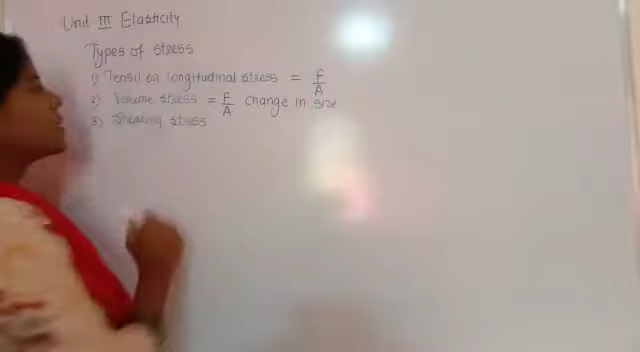 Unit III Elasticity
Types of stress
1) Tensil or longitudinal stress = F/A
2) Volume stress = F/A change in size
3) Shearing stress